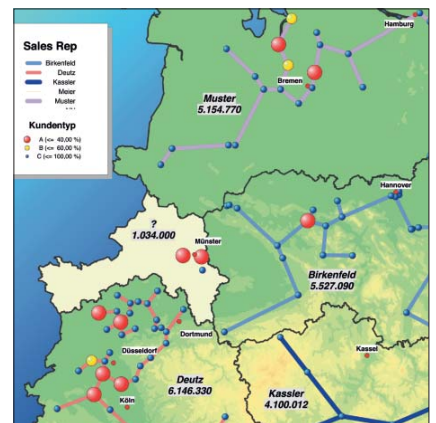 Sales Rep
Birkenfeld
Deutz
Kassler
Meier
Muster
Kundentyp
A (<= 40,00 %)
B (<= 60,00 %)
C (<= 100,00 %)
Hamburg
Bremen
Muster
5.154.770
Hannover
?
1.034.000
Münster
Birkenfeld
5.527.090
Dortmund
Düsseldorf
Kassel
Deutz
6.146.330
Kassler
4.100.012
Köln